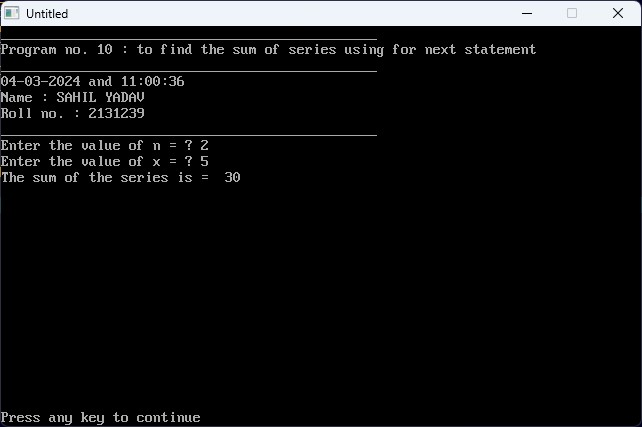 Untitled
Program no. 10 : to find the sum of series using for next statement
04-03-2024 and 11:00:36
Name : SAHIL YADAV
Roll no. : 2131239
Enter the value of n = ? 2
Enter the value of x = ? 5
The sum of the series is =  30
Press any key to continue